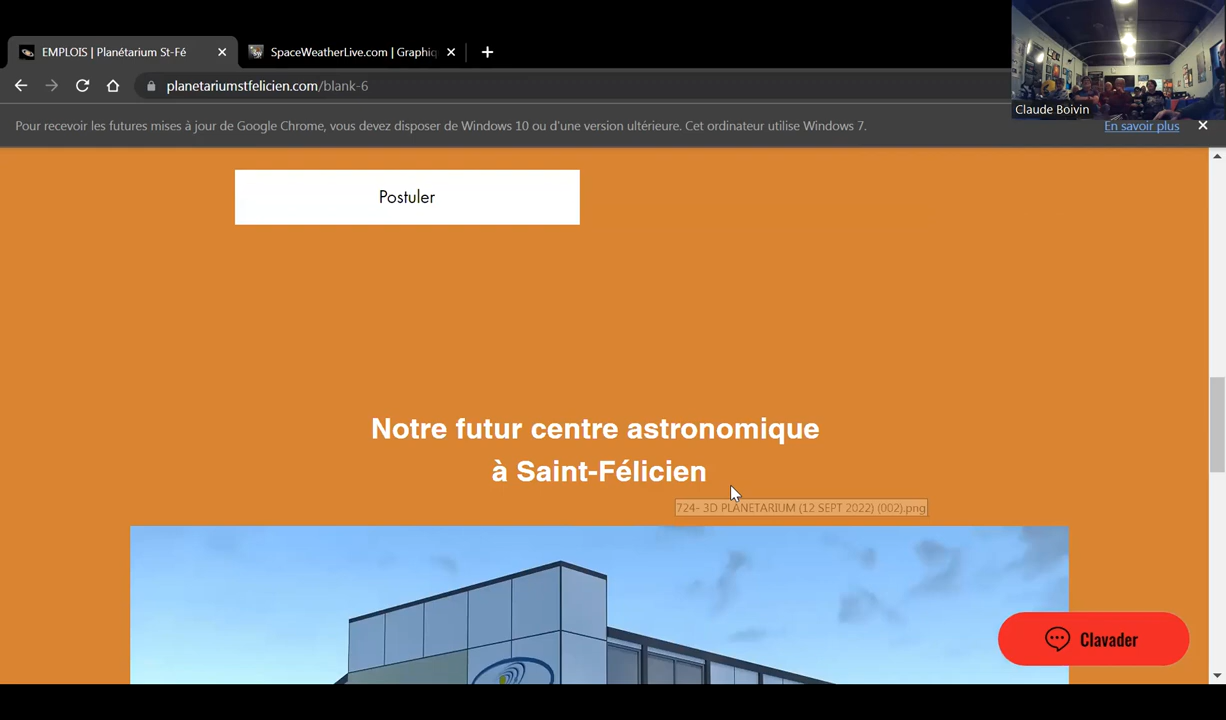 EMPLOIS | Planétarium St-Fé
SpaceWeatherLive.com | Graphiq
planetariumstfelicien.com/blank-6
Claude Boivin
Pour recevoir les futures mises à jour de Google Chrome, vous devez disposer de Windows 10 ou d'une version ultérieure. Cet ordinateur utilise Windows 7.
En savoir plus
Postuler
Notre futur centre astronomique
à Saint-Félicien
724- 3D PLANETARIUM (12 SEPT 2022) (002).png
Clavader